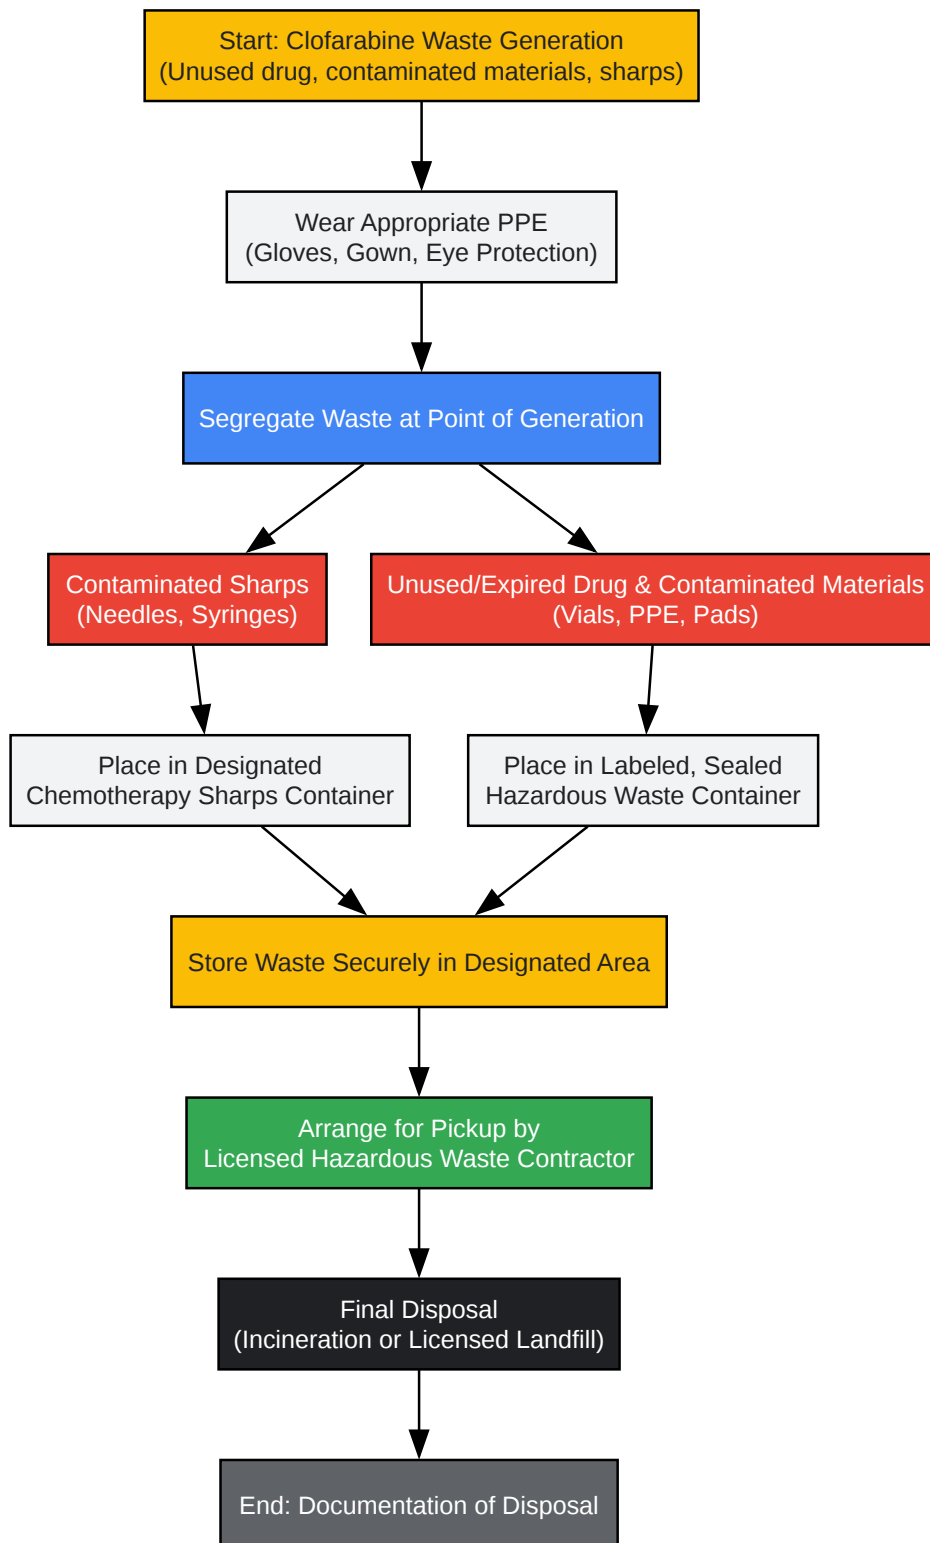 Start: Clofarabine Waste Generation
(Unused drug, contaminated materials, sharps)
Wear Appropriate PPE
(Gloves, Gown, Eye Protection)
Segregate Waste at Point of Generation
Contaminated Sharps
(Needles, Syringes)
Unused/Expired Drug & Contaminated Materials
(Vials, PPE, Pads)
Place in Designated
Chemotherapy Sharps Container
Place in Labeled, Sealed
Hazardous Waste Container
Store Waste Securely in Designated Area
Arrange for Pickup by
Licensed Hazardous Waste Contractor
Final Disposal
(Incineration or Licensed Landfill)
End: Documentation of Disposal